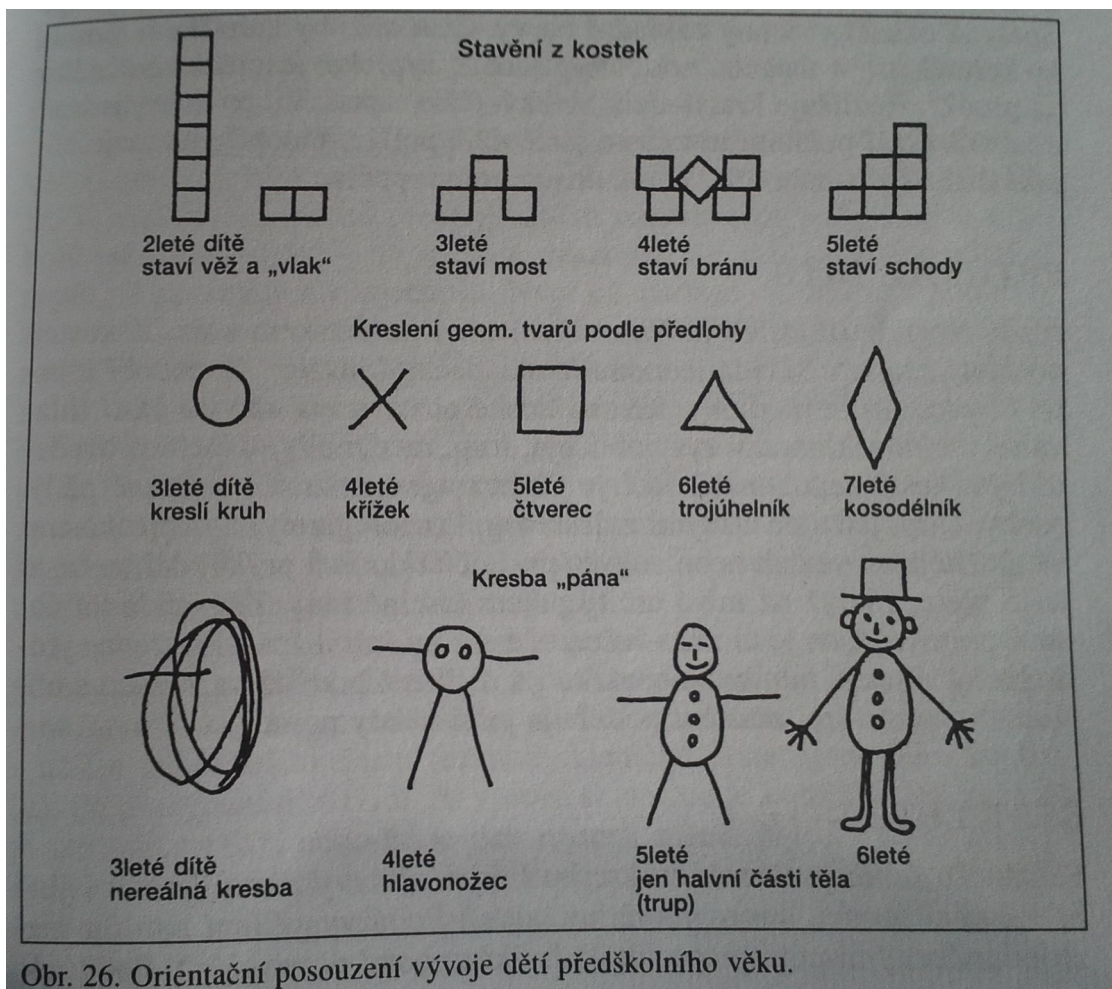 Stavění z kostek
2leté dítě
staví věž a „vlak“
3leté
staví most
4leté
staví bránu
5leté
staví schody
Kreslení geom. tvarů podle předlohy
3leté dítě
kreslí kruh
4leté
křížek
5leté
čtverec
6leté
trojúhelník
7leté
kosodélník
Kresba „pána“
3leté dítě
nereálná kresba
4leté
hlavonožec
5leté
jen halvní části těla
(trup)
6leté
Obr. 26. Orientační posouzení vývoje dětí předškolního věku.